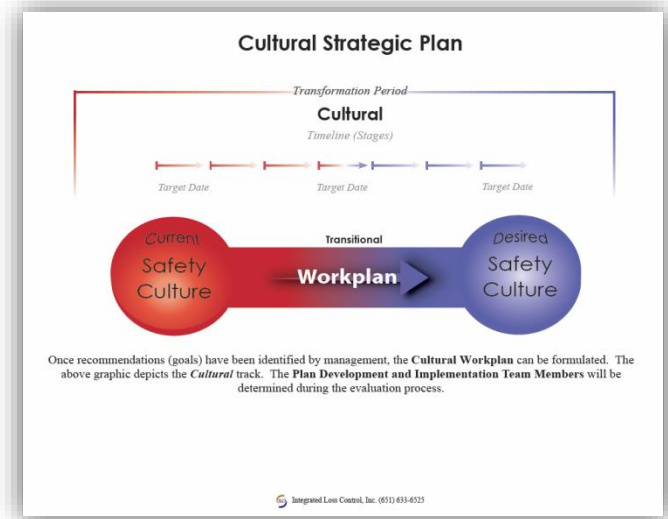 Cultural Strategic Plan
Transformation Period
Cultural
Timeline (Stages)
Target Date Target Date Target Date
Current Transitional Desired
Safety Culture Workplan Safety Culture
Once recommendations (goals) have been identified by management, the Cultural Workplan can be formulated. The
above graphic depicts the Cultural track. The Plan Development and Implementation Team Members will be
determined during the evaluation process.
Integrated Loss Control, Inc. (651) 633-6525